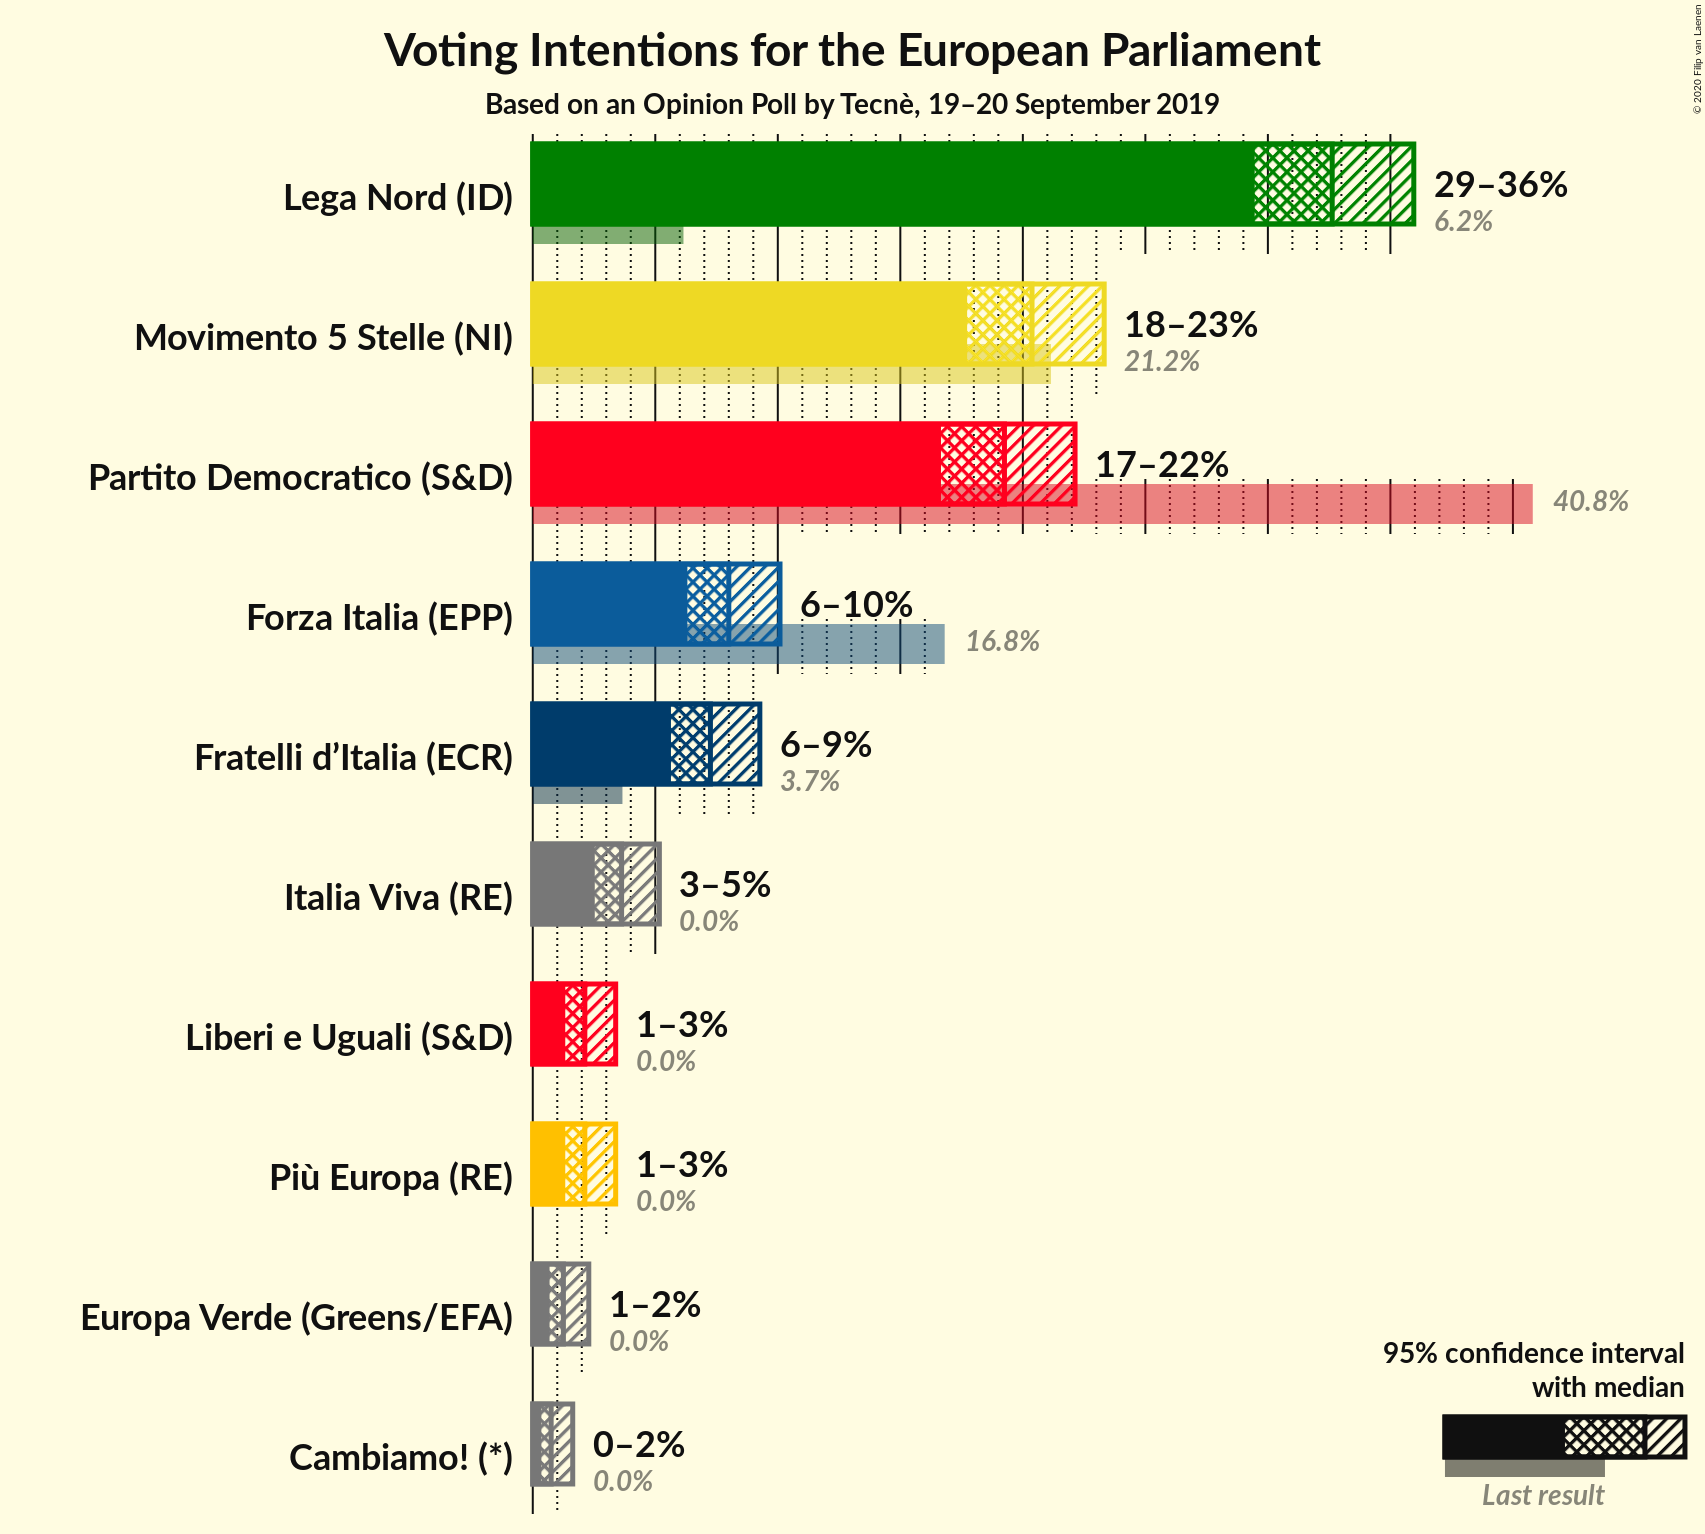 Voting Intentions for the European Parliament
Based on an Opinion Poll by Tecnè, 19–20 September 2019
© 2020 Filip van Laenen
Lega Nord (ID)
29–36%
6.2%
Movimento 5 Stelle (NI)
18–23%
21.2%
Partito Democratico (S&D)
17–22%
40.8%
Forza Italia (EPP)
6–10%
16.8%
Fratelli d’Italia (ECR)
6–9%
3.7%
Italia Viva (RE)
3–5%
0.0%
Liberi e Uguali (S&D)
1–3%
0.0%
Più Europa (RE)
1–3%
0.0%
Europa Verde (Greens/EFA)
1–2%
0.0%
Cambiamo! (*)
0–2%
0.0%
95% confidence interval
with median
Last result